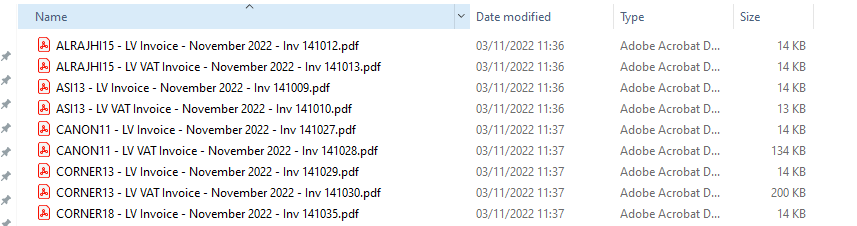 Name Date modified Type Size
ALRAJHI15 - LV Invoice - November 2022 - Inv 141012.pdf 03/11/2022 11:36 Adobe Acrobat D... 14 KB
ALRAJHI15 - LV VAT Invoice - November 2022 - Inv 141013.pdf 03/11/2022 11:36 Adobe Acrobat D... 14 KB
ASI13 - LV Invoice - November 2022 - Inv 141009.pdf 03/11/2022 11:36 Adobe Acrobat D... 14 KB
ASI13 - LV VAT Invoice - November 2022 - Inv 141010.pdf 03/11/2022 11:36 Adobe Acrobat D... 13 KB
CANON11 - LV Invoice - November 2022 - Inv 141027.pdf 03/11/2022 11:37 Adobe Acrobat D... 14 KB
CANON11 - LV VAT Invoice - November 2022 - Inv 141028.pdf 03/11/2022 11:37 Adobe Acrobat D... 134 KB
CORNER13 - LV Invoice - November 2022 - Inv 141029.pdf 03/11/2022 11:37 Adobe Acrobat D... 14 KB
CORNER13 - LV VAT Invoice - November 2022 - Inv 141030.pdf 03/11/2022 11:37 Adobe Acrobat D... 200 KB
CORNER18 - LV Invoice - November 2022 - Inv 141035.pdf 03/11/2022 11:37 Adobe Acrobat D... 14 KB